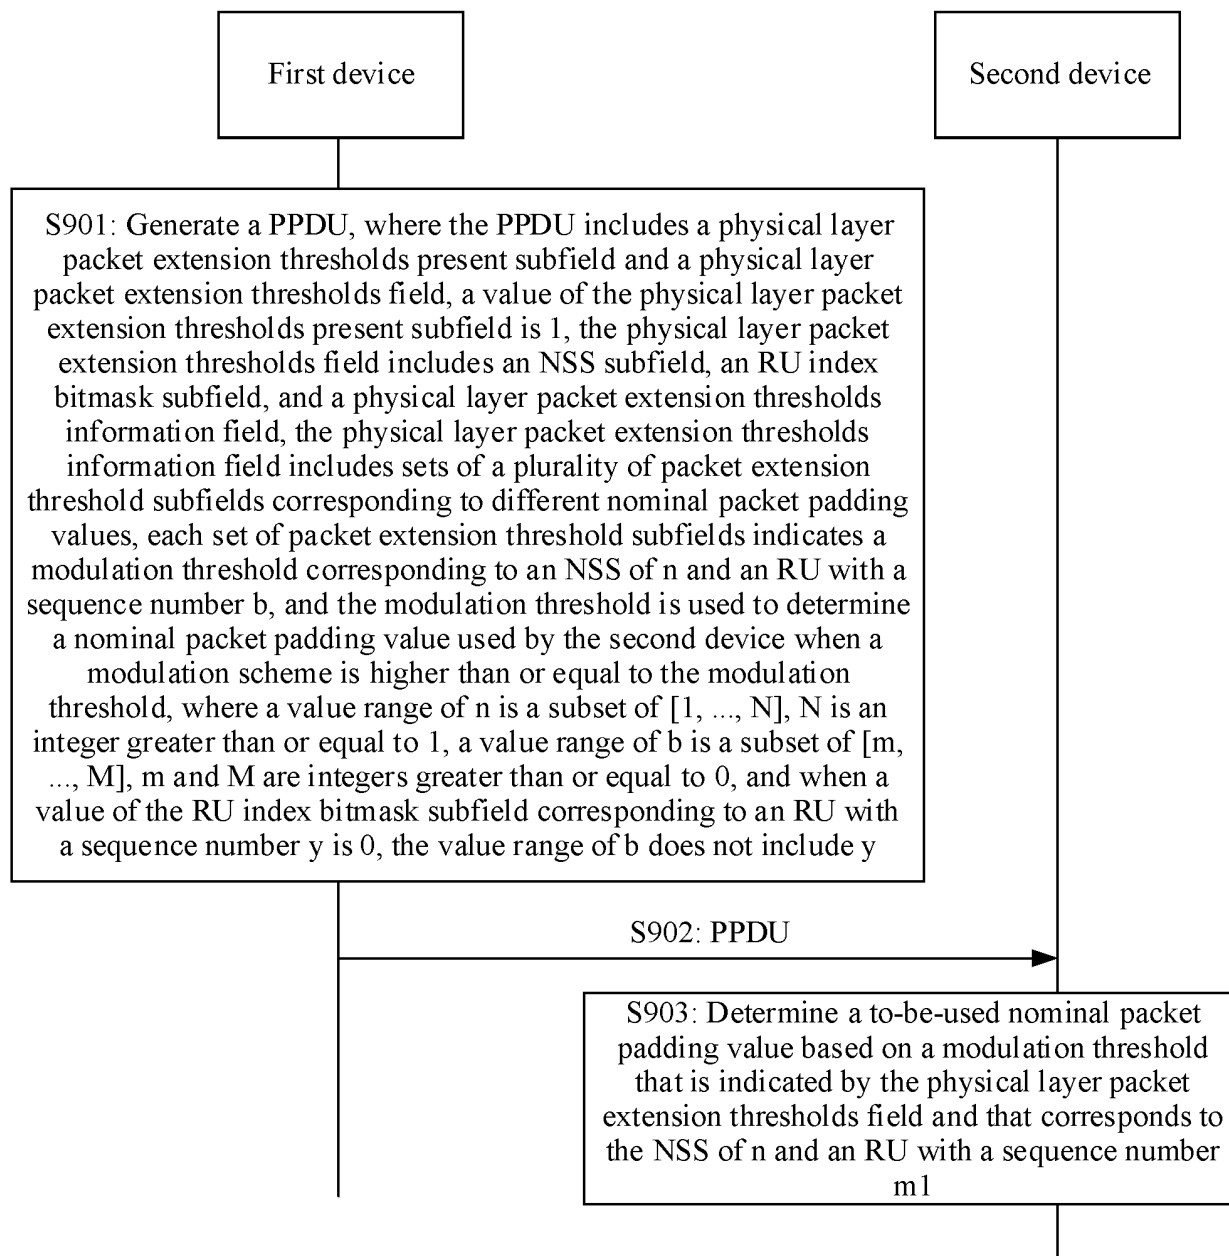 First device
Second device
S901: Generate a PPDU, where the PPDU includes a physical layer
packet extension thresholds present subfield and a physical layer
packet extension thresholds field, a value of the physical layer packet
extension thresholds present subfield is 1, the physical layer packet
extension thresholds field includes an NSS subfield, an RU index
bitmask subfield, and a physical layer packet extension thresholds
information field, the physical layer packet extension thresholds
information field includes sets of a plurality of packet extension
threshold subfields corresponding to different nominal packet padding
values, each set of packet extension threshold subfields indicates a
modulation threshold corresponding to an NSS of n and an RU with a
sequence number b, and the modulation threshold is used to determine
a nominal packet padding value used by the second device when a
modulation scheme is higher than or equal to the modulation
threshold, where a value range of n is a subset of [1, ..., N], N is an
integer greater than or equal to 1, a value range of b is a subset of [m,
..., M], m and M are integers greater than or equal to 0, and when a
value of the RU index bitmask subfield corresponding to an RU with
a sequence number y is 0, the value range of b does not include y
S902: PPDU
S903: Determine a to-be-used nominal packet
padding value based on a modulation threshold
that is indicated by the physical layer packet
extension thresholds field and that corresponds to
the NSS of n and an RU with a sequence number
m1